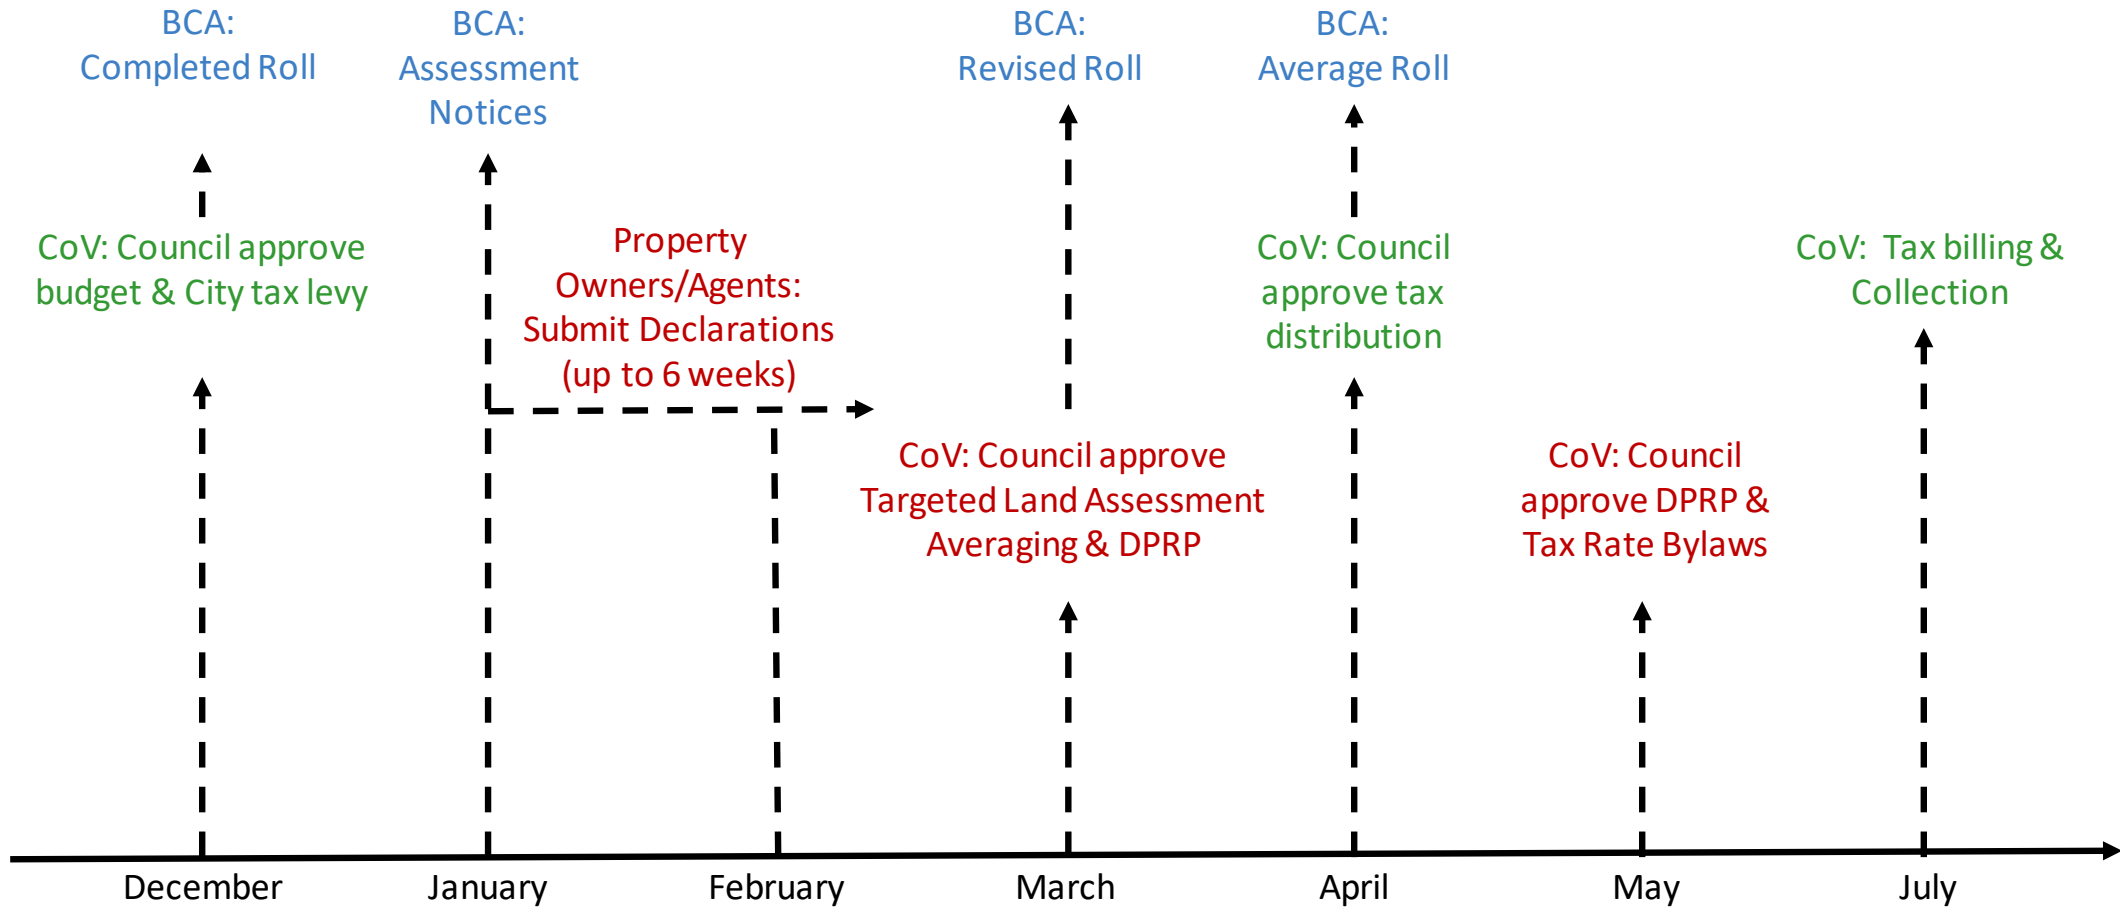 BCA:
Completed Roll
BCA:
Assessment
Notices
BCA:
Revised Roll
BCA:
Average Roll
CoV: Council approve
budget & City tax levy
Property
Owners/Agents:
Submit Declarations
(up to 6 weeks)
CoV: Council
approve tax
distribution
CoV: Tax billing &
Collection
CoV: Council approve
Targeted Land Assessment
Averaging & DPRP
CoV: Council
approve DPRP &
Tax Rate Bylaws
December
January
February
March
April
May
July